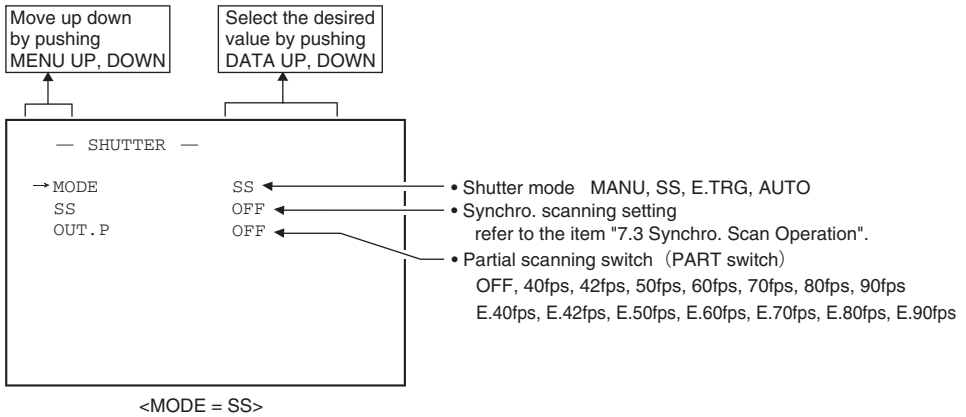 Move up down
by pushing
MENU UP, DOWN
Select the desired
value by pushing
DATA UP, DOWN
— SHUTTER —
→MODE SS
SS OFF
OUT.P OFF
• Shutter mode MANU, SS, E.TRG, AUTO
• Synchro. scanning setting
refer to the item "7.3 Synchro. Scan Operation".
• Partial scanning switch（PART switch）
OFF, 40fps, 42fps, 50fps, 60fps, 70fps, 80fps, 90fps
E.40fps, E.42fps, E.50fps, E.60fps, E.70fps, E.80fps, E.90fps
<MODE = SS>